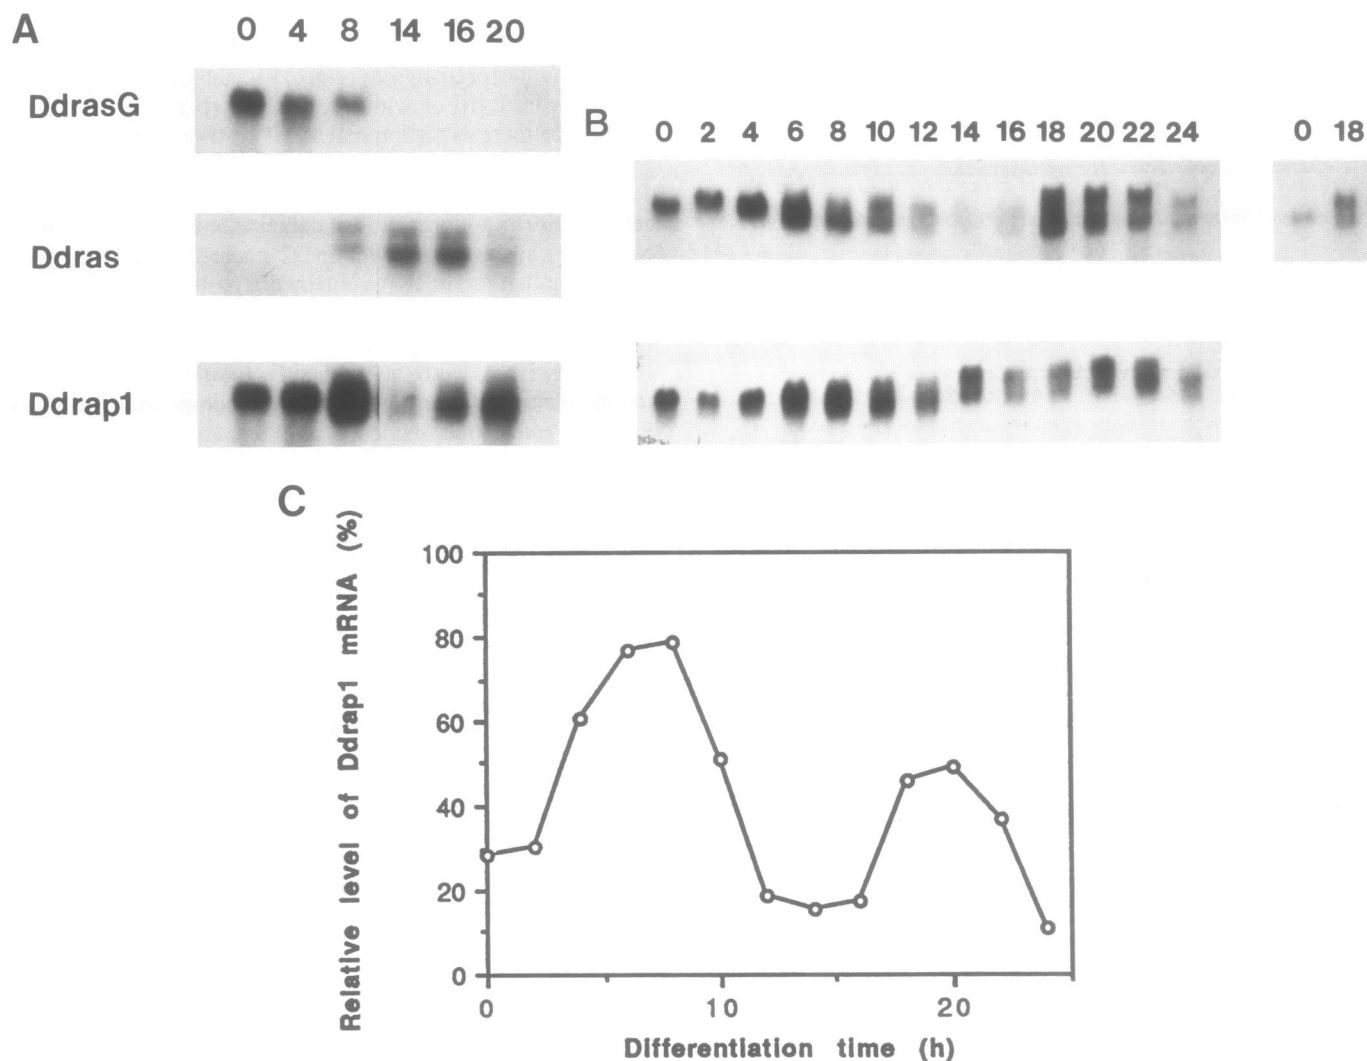 A
0 4 8 14 16 20
DdrasG
Ddras
Ddrap1
B
0 2 4 6 8 10 12 14 16 18 20 22 24
0 18
C
Relative level of Ddrap1 mRNA (%)
100
80
60
40
20
0
0 10 20
Differentiation time (h)